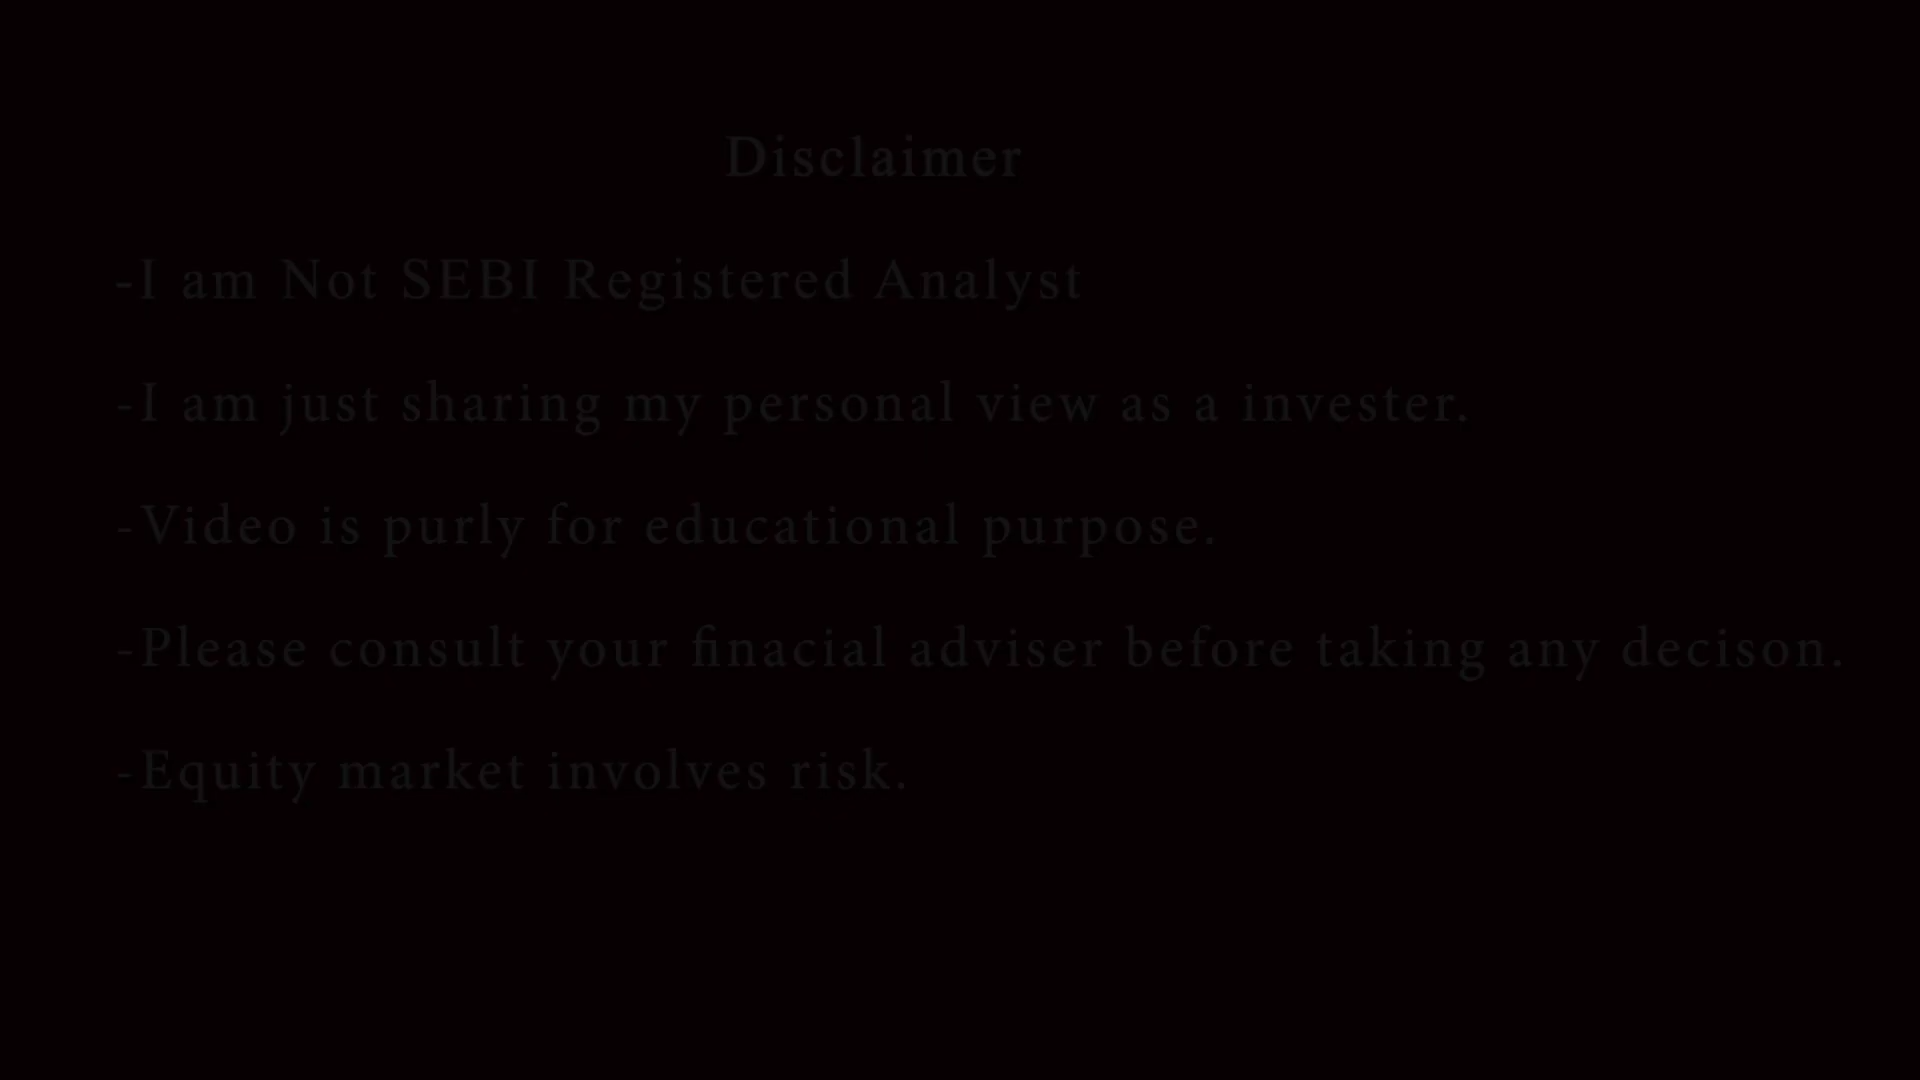 Disclaimer
-I am Not SEBI Registered Analyst
-I am just sharing my personal view as a invester.
-Video is purly for educational purpose.
-Please consult your finacial adviser before taking any decison.
-Equity market involves risk.